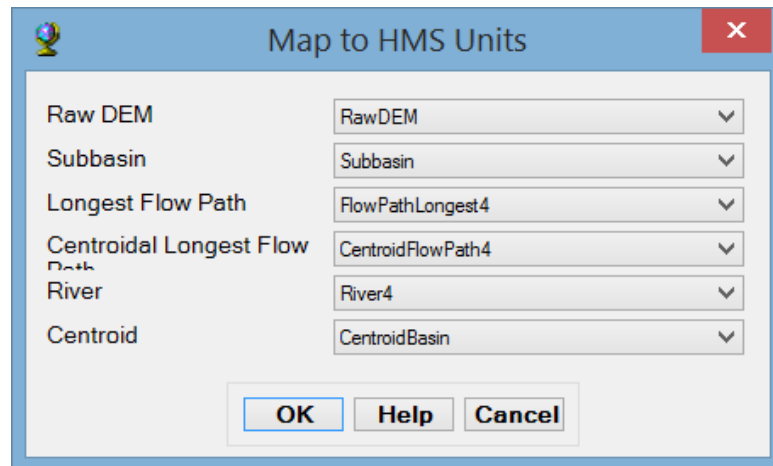 Map to HMS Units
Raw DEM RawDEM
Subbasin Subbasin
Longest Flow Path FlowPathLongest4
Centroidal Longest Flow CentroidFlowPath4
Path
River River4
Centroid CentroidBasin
OK Help Cancel